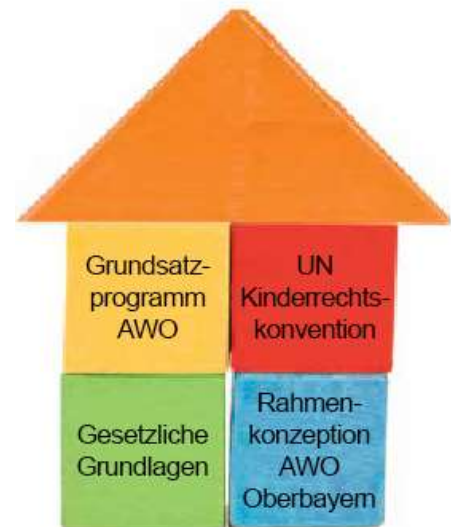 Grundsatz-
programm
AWO
UN
Kinderrechts-
konvention
Gesetzliche
Grundlagen
Rahmen-
konzeption
AWO
Oberbayern